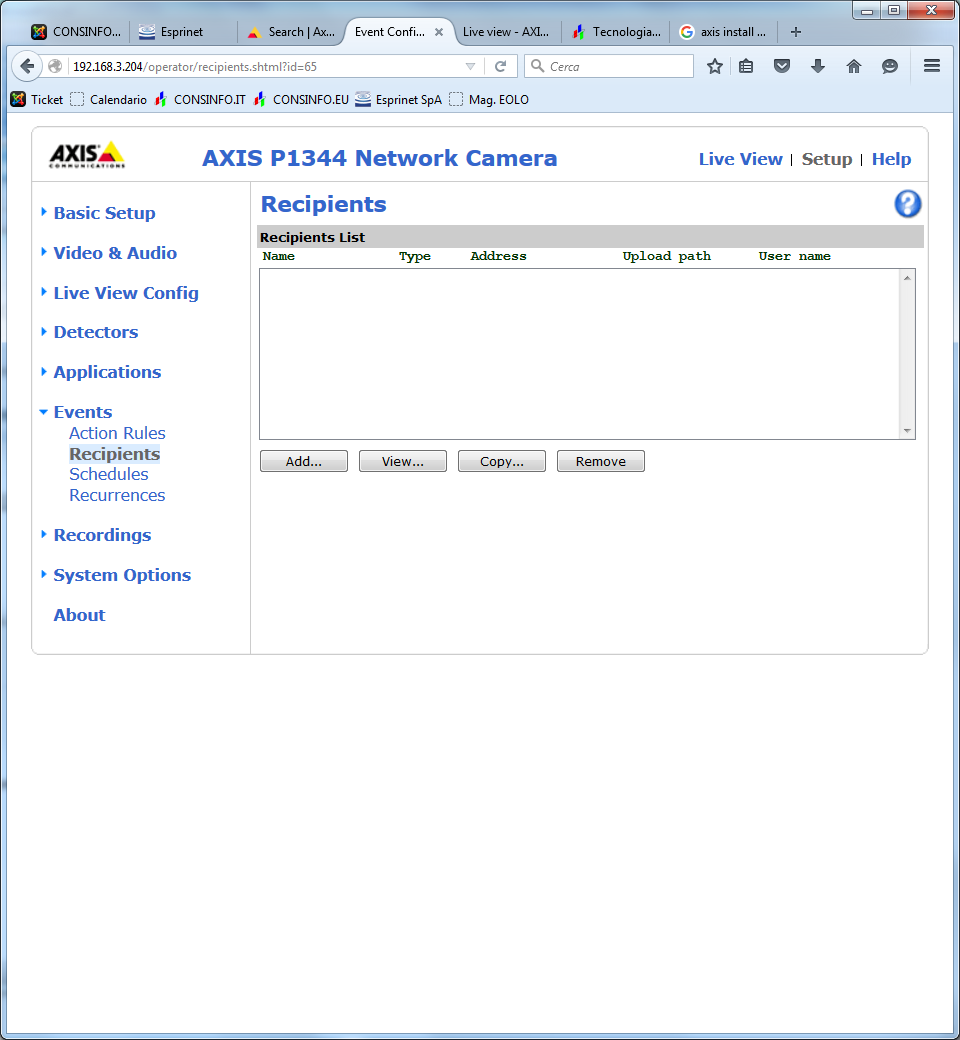 CONSINFO... Esprinet Search | Ax... Event Confi... Live view - AXI... Tecnologia... axis install ...
192.168.3.204/operator/recipients.shtml?id=65 Cerca
Ticket Calendario CONSINFO.IT CONSINFO.EU Esprinet SpA Mag. EOLO
AXIS COMMUNICATIONS
AXIS P1344 Network Camera
Live View | Setup | Help
Basic Setup
Video & Audio
Live View Config
Detectors
Applications
Events
Action Rules
Recipients
Schedules
Recurrences
Recordings
System Options
About
Recipients
Recipients List
Name Type Address Upload path User name
Add... View... Copy... Remove